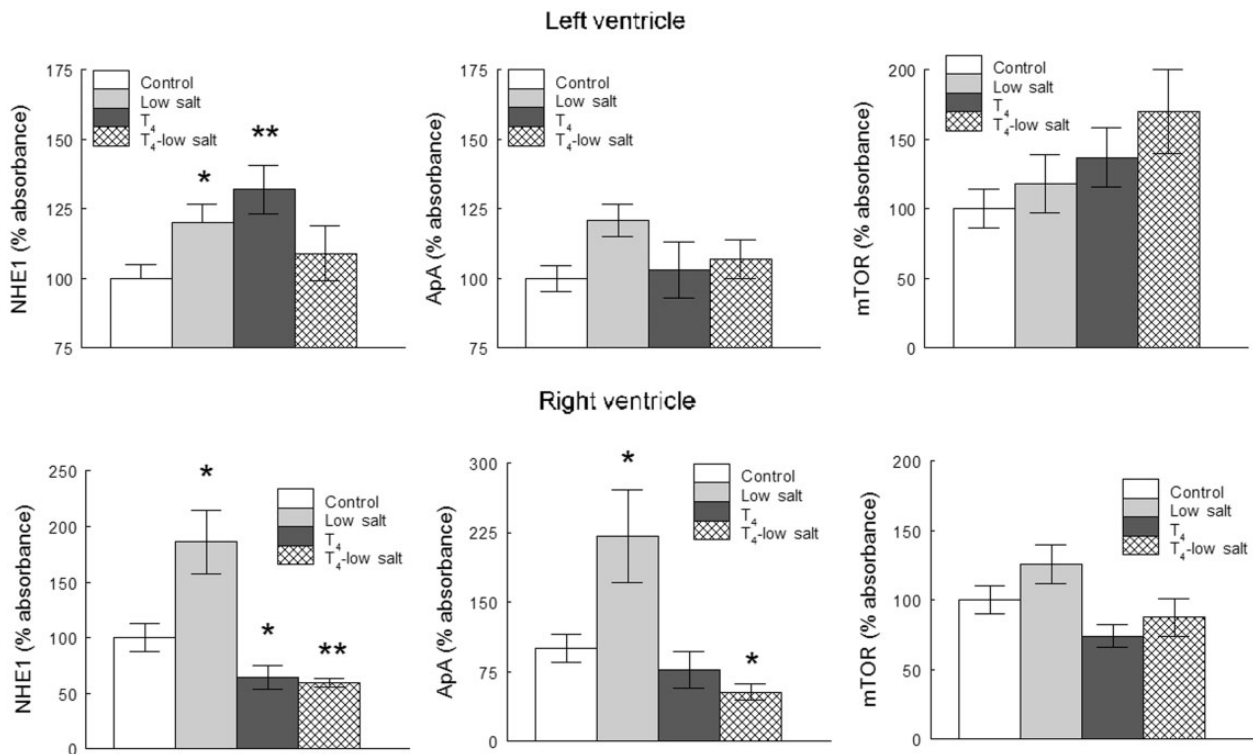 Left ventricle
NHE1 (% absorbance)
175
150
125
100
75
Control
Low salt
T4
T4-low salt
*
**
ApA (% absorbance)
175
150
125
100
75
Control
Low salt
T4
T4-low salt
mTOR (% absorbance)
200
150
100
50
0
Control
Low salt
T4
T4-low salt
Right ventricle
NHE1 (% absorbance)
250
200
150
100
50
0
*
*
**
Control
Low salt
T4
T4-low salt
ApA (% absorbance)
300
225
150
75
0
*
*
Control
Low salt
T4
T4-low salt
mTOR (% absorbance)
200
150
100
50
0
Control
Low salt
T4
T4-low salt